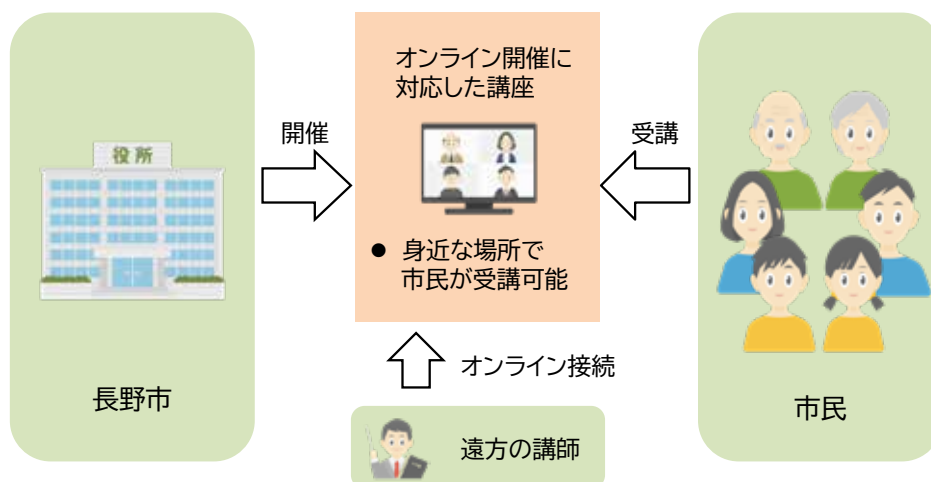 役所
長野市
開催
オンライン開催に
対応した講座
● 身近な場所で
市民が受講可能
受講
市民
オンライン接続
遠方の講師